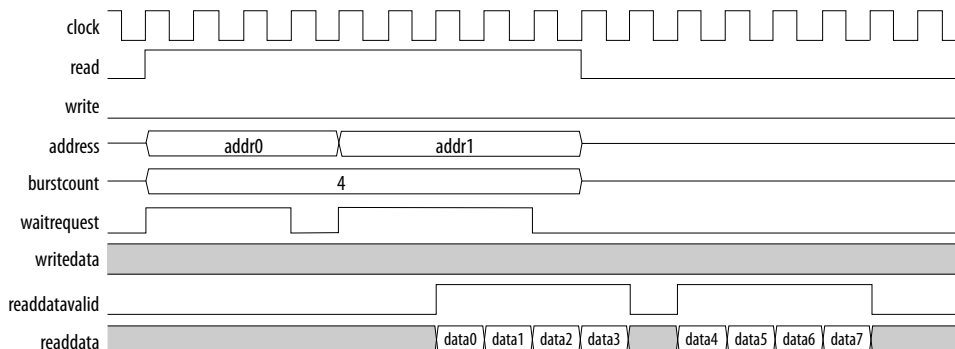 clock
read
write
address addr0 addr1
burstcount 4
waitrequest
writedata
readdatavalid
readdata data0 data1 data2 data3 data4 data5 data6 data7